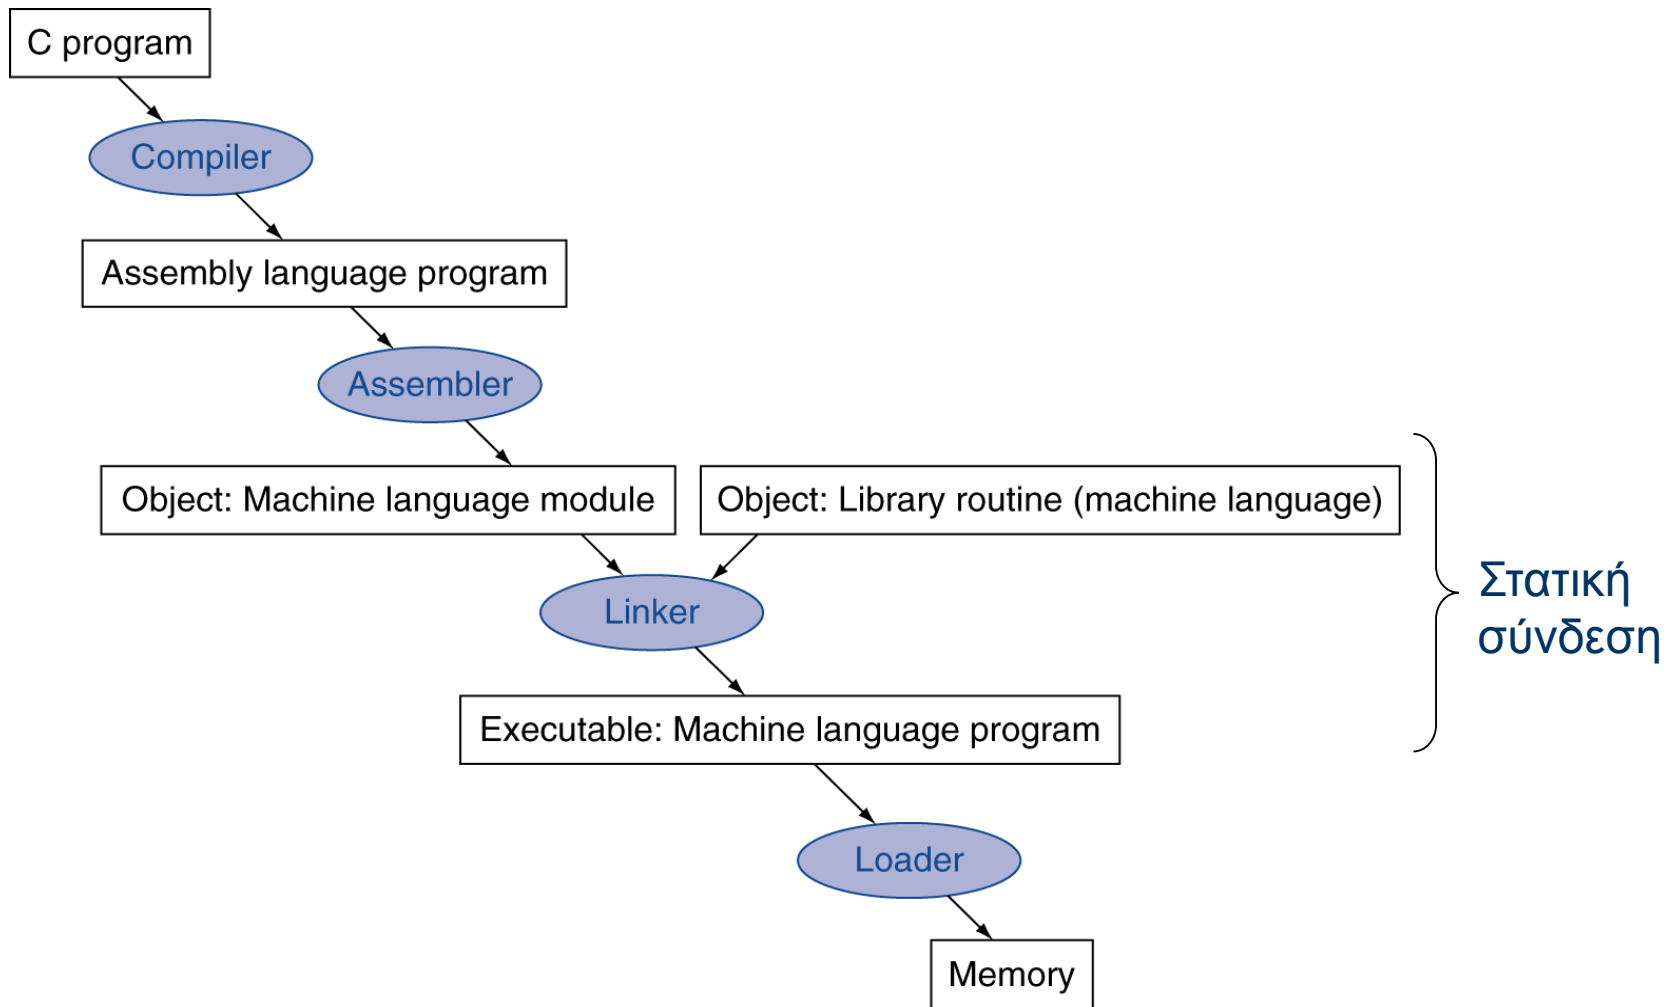 C program
Compiler
Assembly language program
Assembler
Object: Machine language module
Object: Library routine (machine language)
Linker
Στατική
σύνδεση
Executable: Machine language program
Loader
Memory